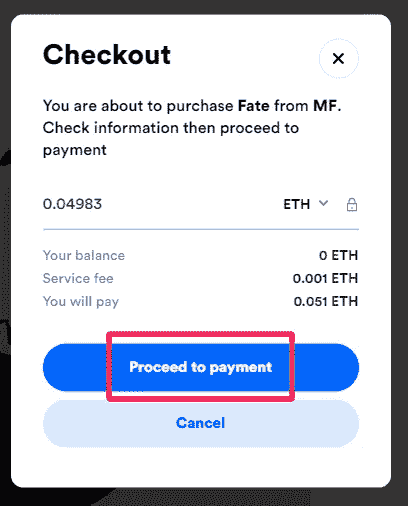 Checkout
You are about to purchase Fate from MF.
Check information then proceed to
payment
0.04983 ETH
Your balance 0 ETH
Service fee 0.001 ETH
You will pay 0.051 ETH
Proceed to payment
Cancel